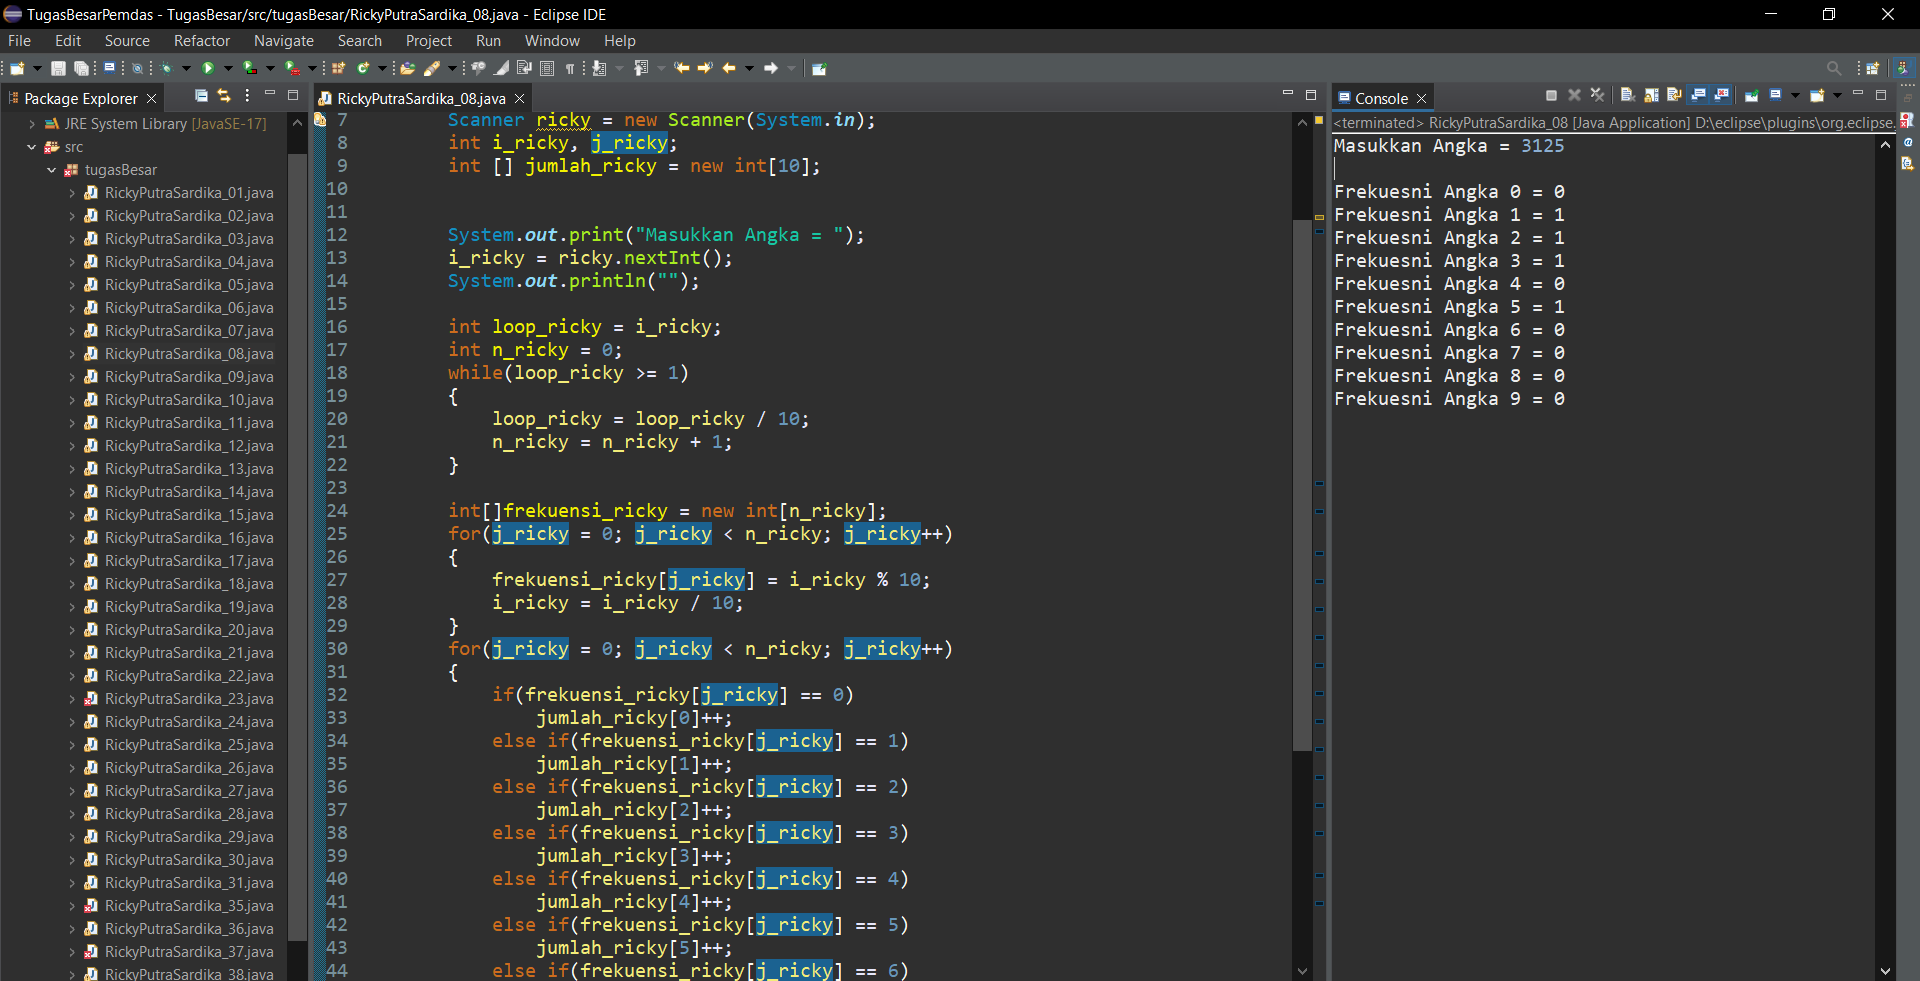 TugasBesarPemdas - TugasBesar/src/tugasBesar/RickyPutraSardika_08.java - Eclipse IDE
File Edit Source Refactor Navigate Search Project Run Window Help
Package Explorer
JRE System Library [JavaSE-17]
src
tugasBesar
RickyPutraSardika_01.java
RickyPutraSardika_02.java
RickyPutraSardika_03.java
RickyPutraSardika_04.java
RickyPutraSardika_05.java
RickyPutraSardika_06.java
RickyPutraSardika_07.java
RickyPutraSardika_08.java
RickyPutraSardika_09.java
RickyPutraSardika_10.java
RickyPutraSardika_11.java
RickyPutraSardika_12.java
RickyPutraSardika_13.java
RickyPutraSardika_14.java
RickyPutraSardika_15.java
RickyPutraSardika_16.java
RickyPutraSardika_17.java
RickyPutraSardika_18.java
RickyPutraSardika_19.java
RickyPutraSardika_20.java
RickyPutraSardika_21.java
RickyPutraSardika_22.java
RickyPutraSardika_23.java
RickyPutraSardika_24.java
RickyPutraSardika_25.java
RickyPutraSardika_26.java
RickyPutraSardika_27.java
RickyPutraSardika_28.java
RickyPutraSardika_29.java
RickyPutraSardika_30.java
RickyPutraSardika_31.java
RickyPutraSardika_35.java
RickyPutraSardika_36.java
RickyPutraSardika_37.java
RickyPutraSardika_38.java
RickyPutraSardika_08.java
7 Scanner ricky = new Scanner(System.in);
8 int i_ricky, j_ricky;
9 int [] jumlah_ricky = new int[10];
10
11
12 System.out.print("Masukkan Angka = ");
13 i_ricky = ricky.nextInt();
14 System.out.println("");
15
16 int loop_ricky = i_ricky;
17 int n_ricky = 0;
18 while(loop_ricky >= 1)
19 {
20 loop_ricky = loop_ricky / 10;
21 n_ricky = n_ricky + 1;
22 }
23
24 int[]frekuensi_ricky = new int[n_ricky];
25 for(j_ricky = 0; j_ricky < n_ricky; j_ricky++)
26 {
27 frekuensi_ricky[j_ricky] = i_ricky % 10;
28 i_ricky = i_ricky / 10;
29 }
30 for(j_ricky = 0; j_ricky < n_ricky; j_ricky++)
31 {
32 if(frekuensi_ricky[j_ricky] == 0)
33 jumlah_ricky[0]++;
34 else if(frekuensi_ricky[j_ricky] == 1)
35 jumlah_ricky[1]++;
36 else if(frekuensi_ricky[j_ricky] == 2)
37 jumlah_ricky[2]++;
38 else if(frekuensi_ricky[j_ricky] == 3)
39 jumlah_ricky[3]++;
40 else if(frekuensi_ricky[j_ricky] == 4)
41 jumlah_ricky[4]++;
42 else if(frekuensi_ricky[j_ricky] == 5)
43 jumlah_ricky[5]++;
44 else if(frekuensi_ricky[j_ricky] == 6)
Console
<terminated> RickyPutraSardika_08 [Java Application] D:\eclipse\plugins\org.eclipse.
Masukkan Angka = 3125
Frekuesni Angka 0 = 0
Frekuesni Angka 1 = 1
Frekuesni Angka 2 = 1
Frekuesni Angka 3 = 1
Frekuesni Angka 4 = 0
Frekuesni Angka 5 = 1
Frekuesni Angka 6 = 0
Frekuesni Angka 7 = 0
Frekuesni Angka 8 = 0
Frekuesni Angka 9 = 0